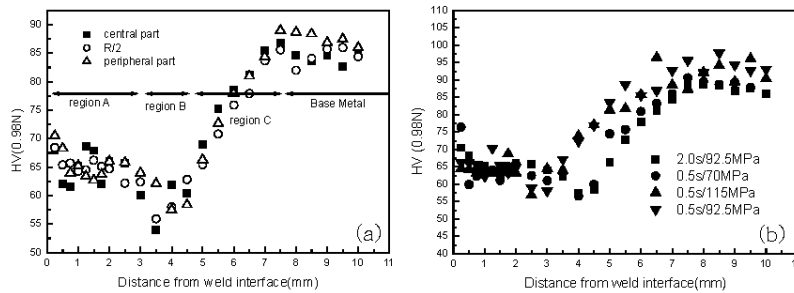 90
85
80
75
70
65
60
55
50
HV (0.98N)
central part
R/2
peripheral part
region A
region B
region C
Base Metal
(a)
0 1 2 3 4 5 6 7 8 9 10 11
Distance from weld interface(mm)
110
105
100
95
90
85
80
75
70
65
60
55
50
45
40
HV (0.98N)
2.0s/92.5MPa
0.5s/70MPa
0.5s/115MPa
0.5s/92.5MPa
(b)
0 1 2 3 4 5 6 7 8 9 10 11
Distance from weld interface(mm)